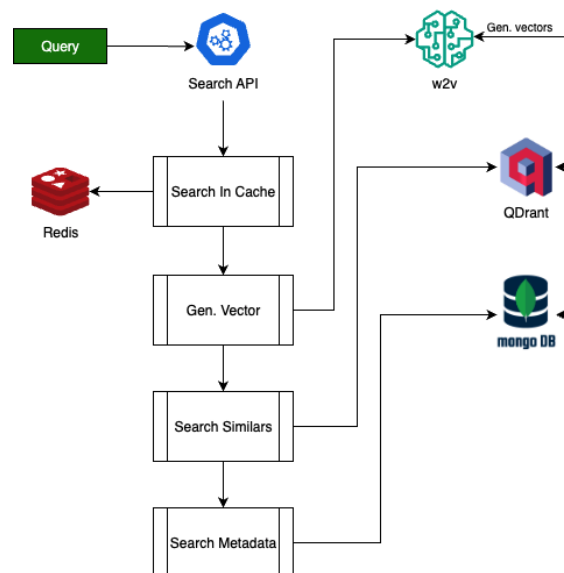 Query
Search API
Gen. vectors
w2v
Search In Cache
Redis
QDrant
Gen. Vector
mongo DB
Search Similars
Search Metadata